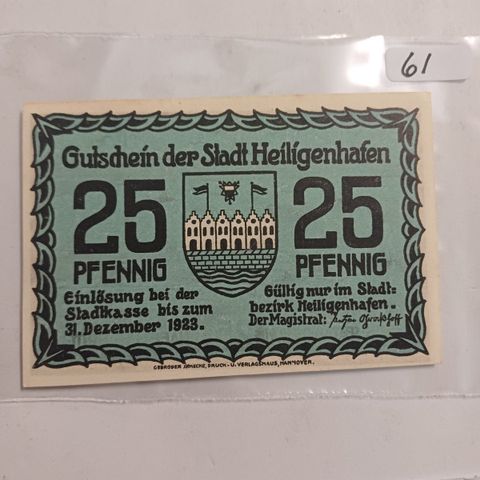 61
Gutschein der Stadt Heiligenhafen
25 25
PFENNIG PFENNIG
Einlösung bei der
Stadtkasse bis zum
31. Dezember 1923.
Gültig nur im Stadt:
bezirk Heiligenhafen.
Der Magistrat:
GEBRÜDER JÄNECKE, DRUCK- U. VERLAGSHAUS, HANNOVER.